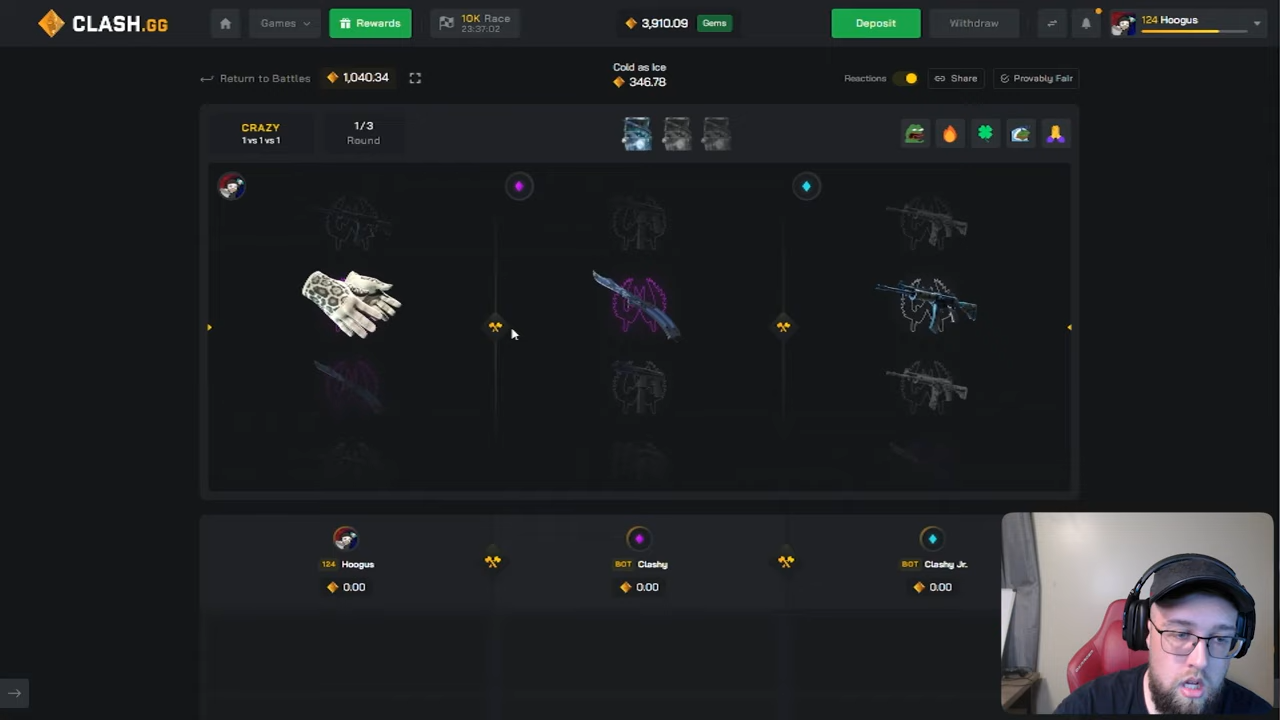 CLASH.GG
Games
Rewards
10K Race
23:37:02
3,910.09 Gems
Deposit
Withdraw
124 Hoogus
Return to Battles
1,040.34
Cold as Ice
346.78
Reactions
Share
Provably Fair
CRAZY
1 vs 1 vs 1
1/3
Round
124 Hoogus
0.00
BOT Clashy
0.00
BOT Clashy Jr.
0.00